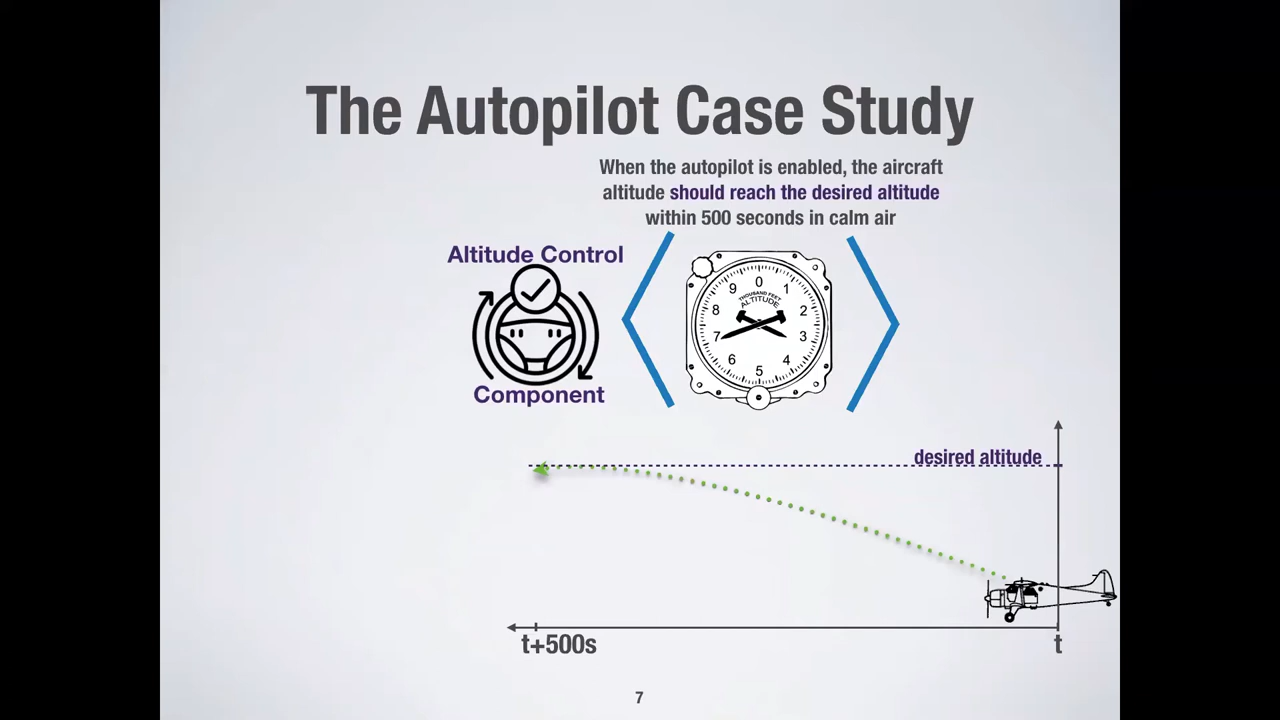 The Autopilot Case Study
When the autopilot is enabled, the aircraft
altitude should reach the desired altitude
within 500 seconds in calm air
Altitude Control
Component
0
1
2
3
4
5
6
7
8
9
THOUSAND FEET
ALTITUDE
desired altitude
t+500s
t
7